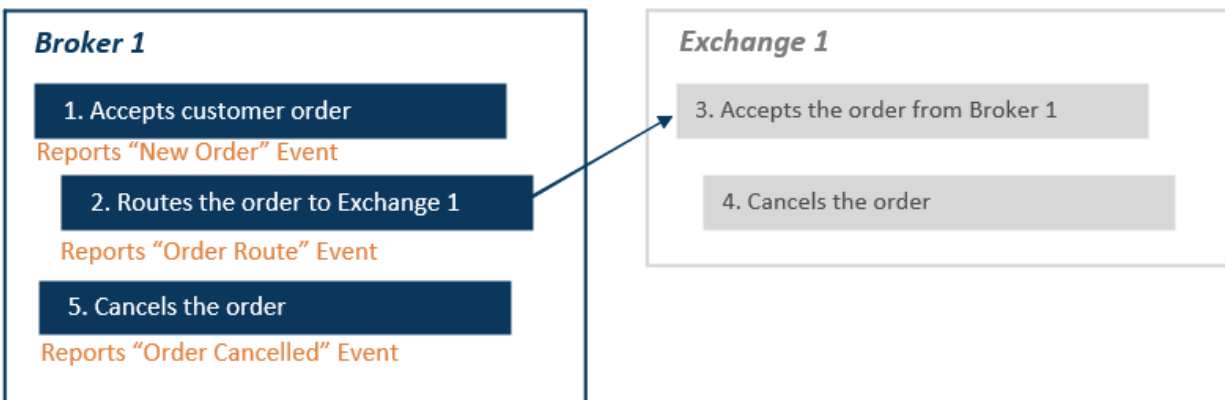 Broker 1
1. Accepts customer order
Reports “New Order” Event
2. Routes the order to Exchange 1
Reports “Order Route” Event
5. Cancels the order
Reports “Order Cancelled” Event
Exchange 1
3. Accepts the order from Broker 1
4. Cancels the order